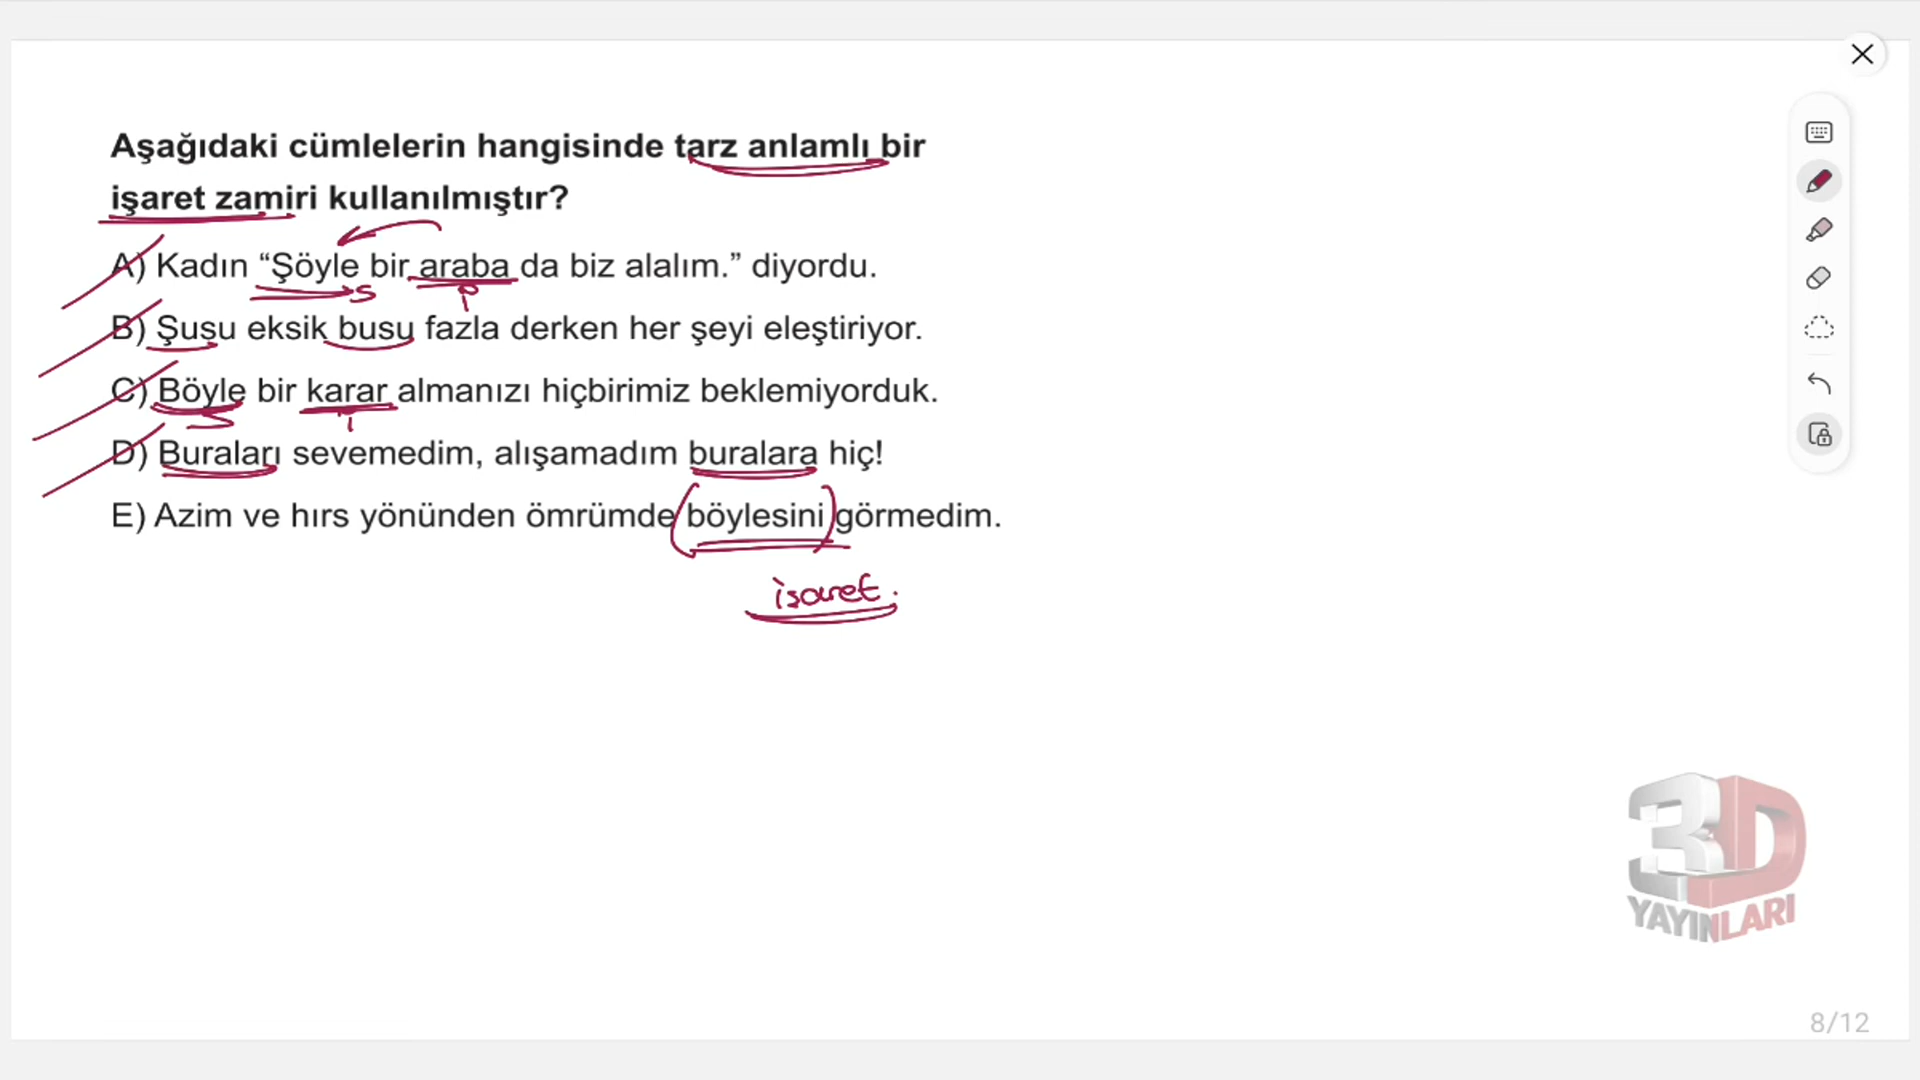 Aşağıdaki cümlelerin hangisinde tarz anlamlı bir
işaret zamiri kullanılmıştır?
A) Kadın “Şöyle bir araba da biz alalım.” diyordu.
S İ
B) Şusu eksik busu fazla derken her şeyi eleştiriyor.
C) Böyle bir karar almanızı hiçbirimiz beklemiyorduk.
S İ
D) Buraları sevemedim, alışamadım buralara hiç!
E) Azim ve hırs yönünden ömrümde (böylesini) görmedim.
işaret.
3D
YAYINLARI
8/12